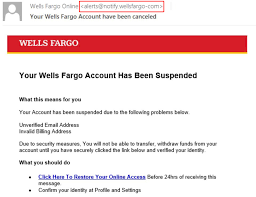 Wells Fargo Online <alerts@notify.wellsfargo-com>
Your Wells Fargo Account have been canceled
WELLS FARGO
Your Wells Fargo Account Has Been Suspended
What this means for you
Your Account has been suspended due to the following problems below
Unverified Email Address
Invalid Billing Address
Due to security measures, You will not be able to transfer, withdraw funds from your
account until you have securely clicked the link below and verified your identity.
What you should do
• Click Here To Restore Your Online Access Before 24hrs of receiving this
message.
• Confirm your identity at Profile and Settings